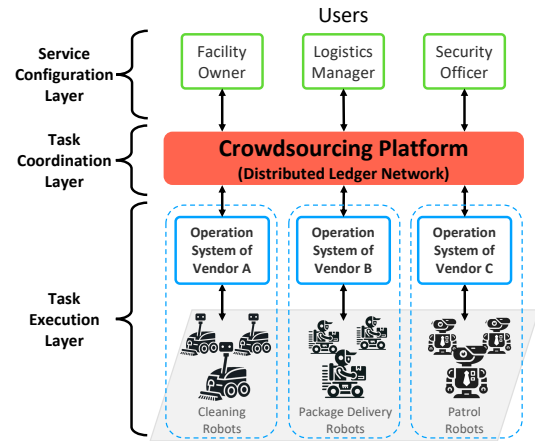 Users
Service
Configuration
Layer
Facility
Owner
Logistics
Manager
Security
Officer
Task
Coordination
Layer
Crowdsourcing Platform
(Distributed Ledger Network)
Task
Execution
Layer
Operation
System of
Vendor A
Operation
System of
Vendor B
Operation
System of
Vendor C
Cleaning
Robots
Package Delivery
Robots
Patrol
Robots